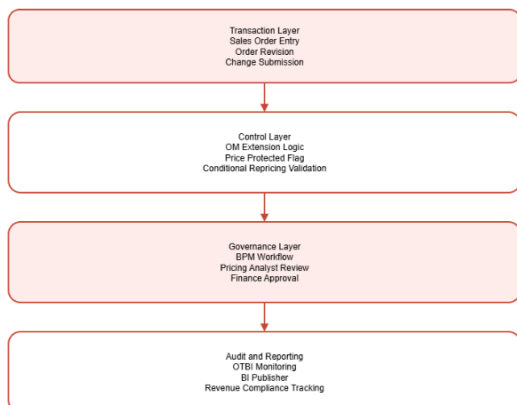 Transaction Layer
Sales Order Entry
Order Revision
Change Submission
Control Layer
OM Extension Logic
Price Protected Flag
Conditional Repricing Validation
Governance Layer
BPM Workflow
Pricing Analyst Review
Finance Approval
Audit and Reporting
OTBI Monitoring
BI Publisher
Revenue Compliance Tracking